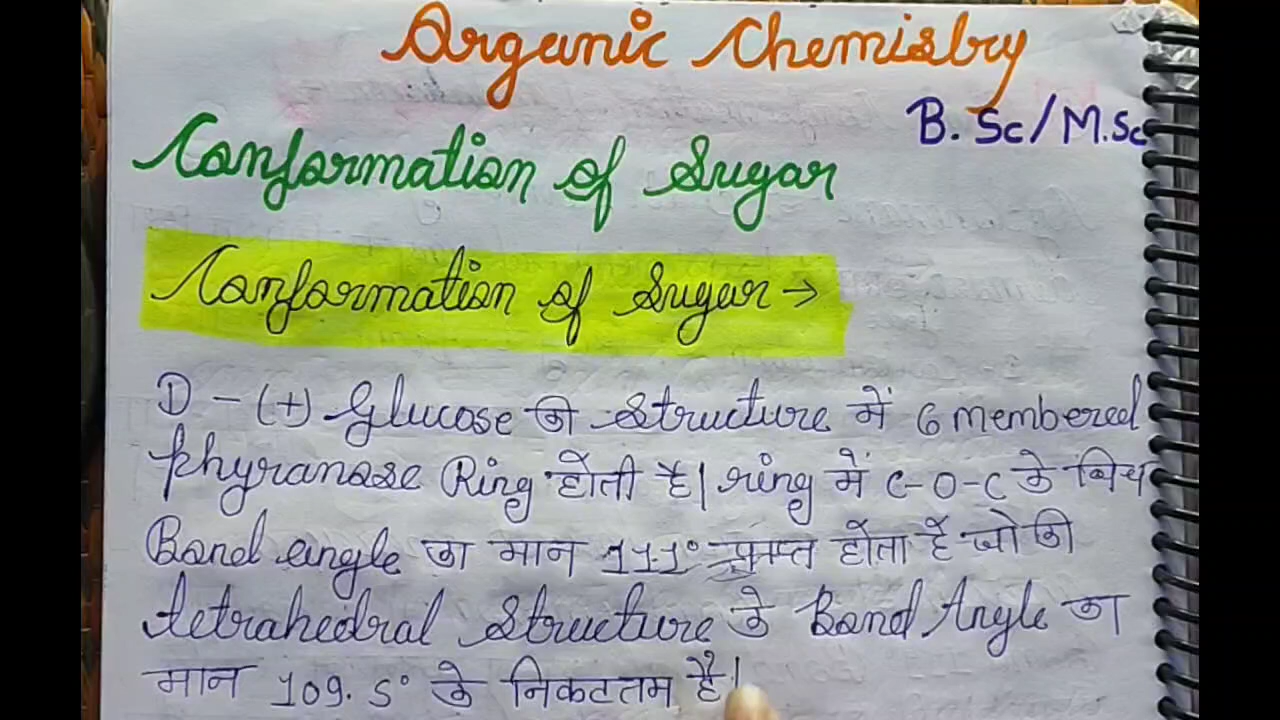 Organic Chemistry
B. Sc/M.Sc
Conformation of Sugar
Conformation of Sugar →
D - (+) Glucose की Structure में 6 membered
Phyranose Ring होती है। ring में C-O-C के बिच
Bond angle का मान 111° प्राप्त होता हैं जो की
tetrahedral Structure के Bond Angle का
मान 109.5° के निकटतम है।